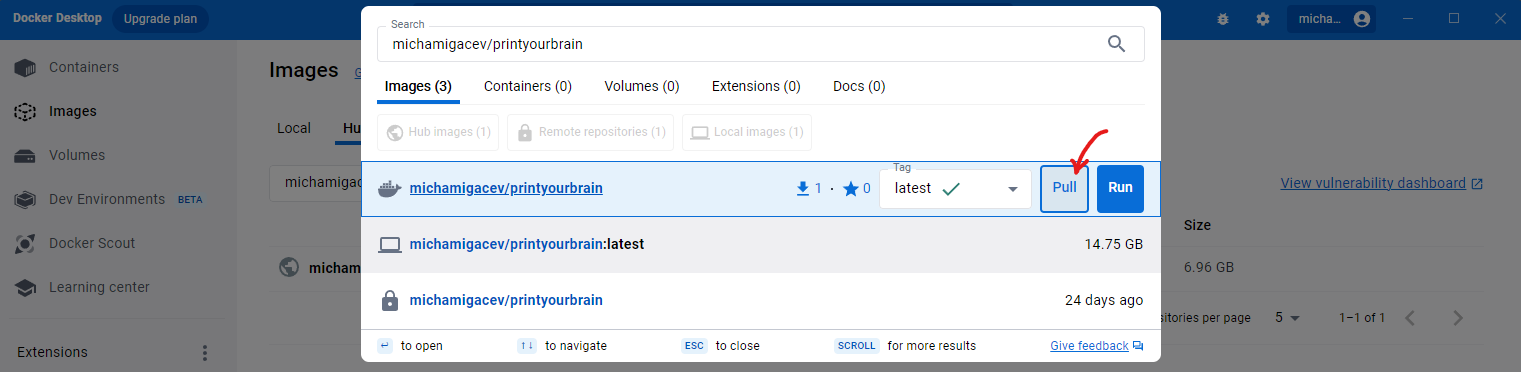 Docker Desktop
Upgrade plan
micha...
Containers
Images
Volumes
Dev Environments BETA
Docker Scout
Learning center
Extensions
Images G
Local Hu
michamigac
micham
Search
michamigacev/printyourbrain
Images (3) Containers (0) Volumes (0) Extensions (0) Docs (0)
Hub images (1) Remote repositories (1) Local images (1)
Tag
michamigacev/printyourbrain 1 · 0 latest Pull Run
michamigacev/printyourbrain:latest 14.75 GB
michamigacev/printyourbrain 24 days ago
to open ↑↓ to navigate ESC to close SCROLL for more results Give feedback
View vulnerability dashboard
Size
6.96 GB
sitories per page 5 1–1 of 1